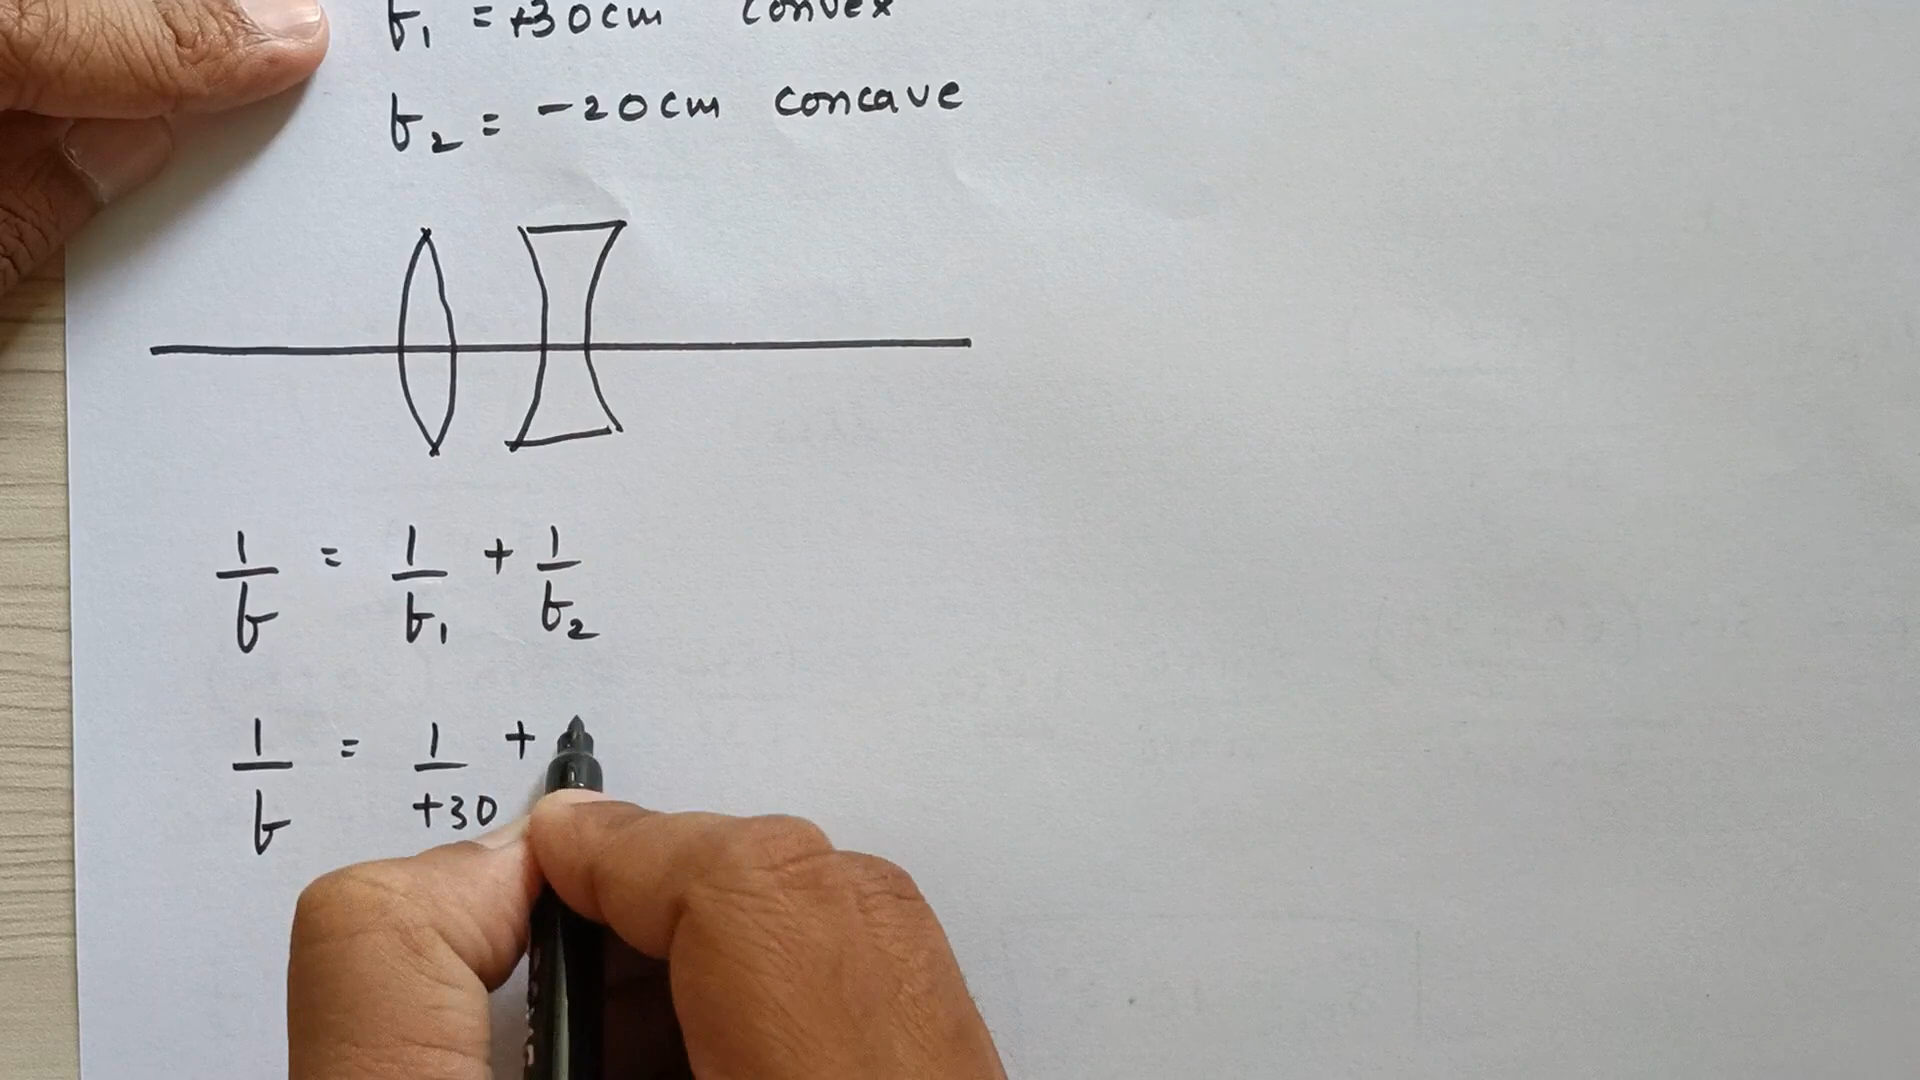 f₁ = +30cm convex
f₂ = -20cm concave
1/f = 1/f₁ + 1/f₂
1/f = 1/+30 +